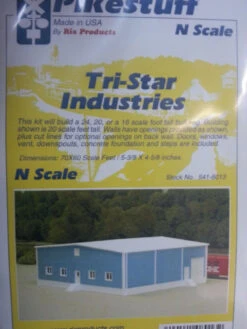 Pikestuff
Made in USA
By Rix Products
N Scale
Tri-Star
Industries
This kit will build a 24, 20, or a 16 scale foot tall building. Building
shown is 20 scale feet tall. Walls have openings provided as shown,
plus cut lines for optional openings on back wall. Doors, windows,
vent, downspouts, concrete foundation and steps are included.
Dimensions: 70X60 Scale Feet / 5-3/8 X 4-5/8 inches.
N Scale
Stock No. 541-8013